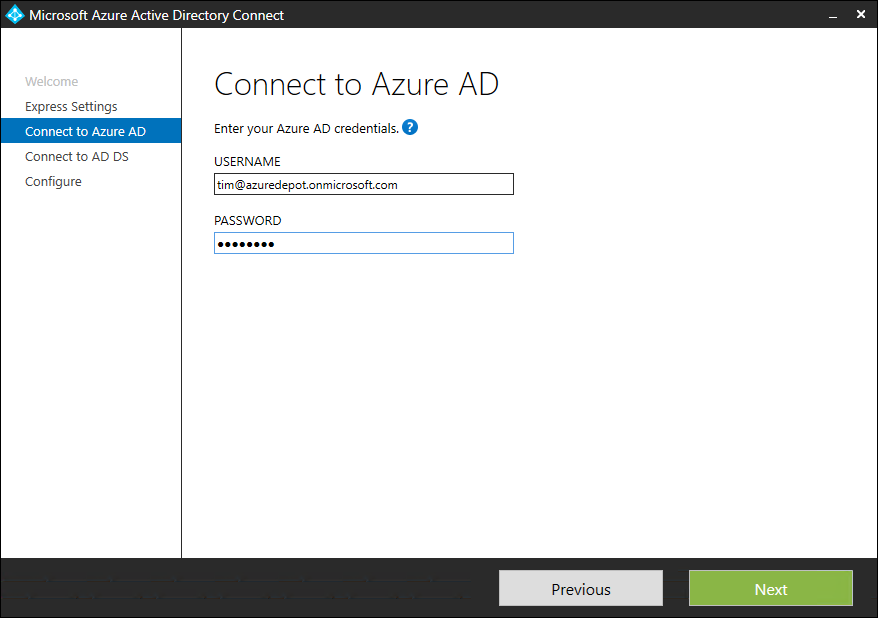 Microsoft Azure Active Directory Connect
Welcome
Express Settings
Connect to Azure AD
Connect to AD DS
Configure
Connect to Azure AD
Enter your Azure AD credentials. ?
USERNAME
tim@azuredepot.onmicrosoft.com
PASSWORD
●●●●●●●●
Previous
Next